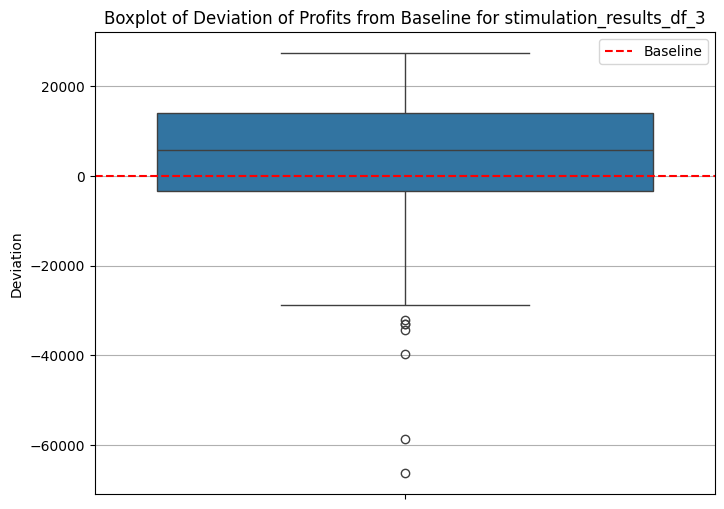 Boxplot of Deviation of Profits from Baseline for stimulation_results_df_3
Baseline
20000
0
−20000
−40000
−60000
Deviation